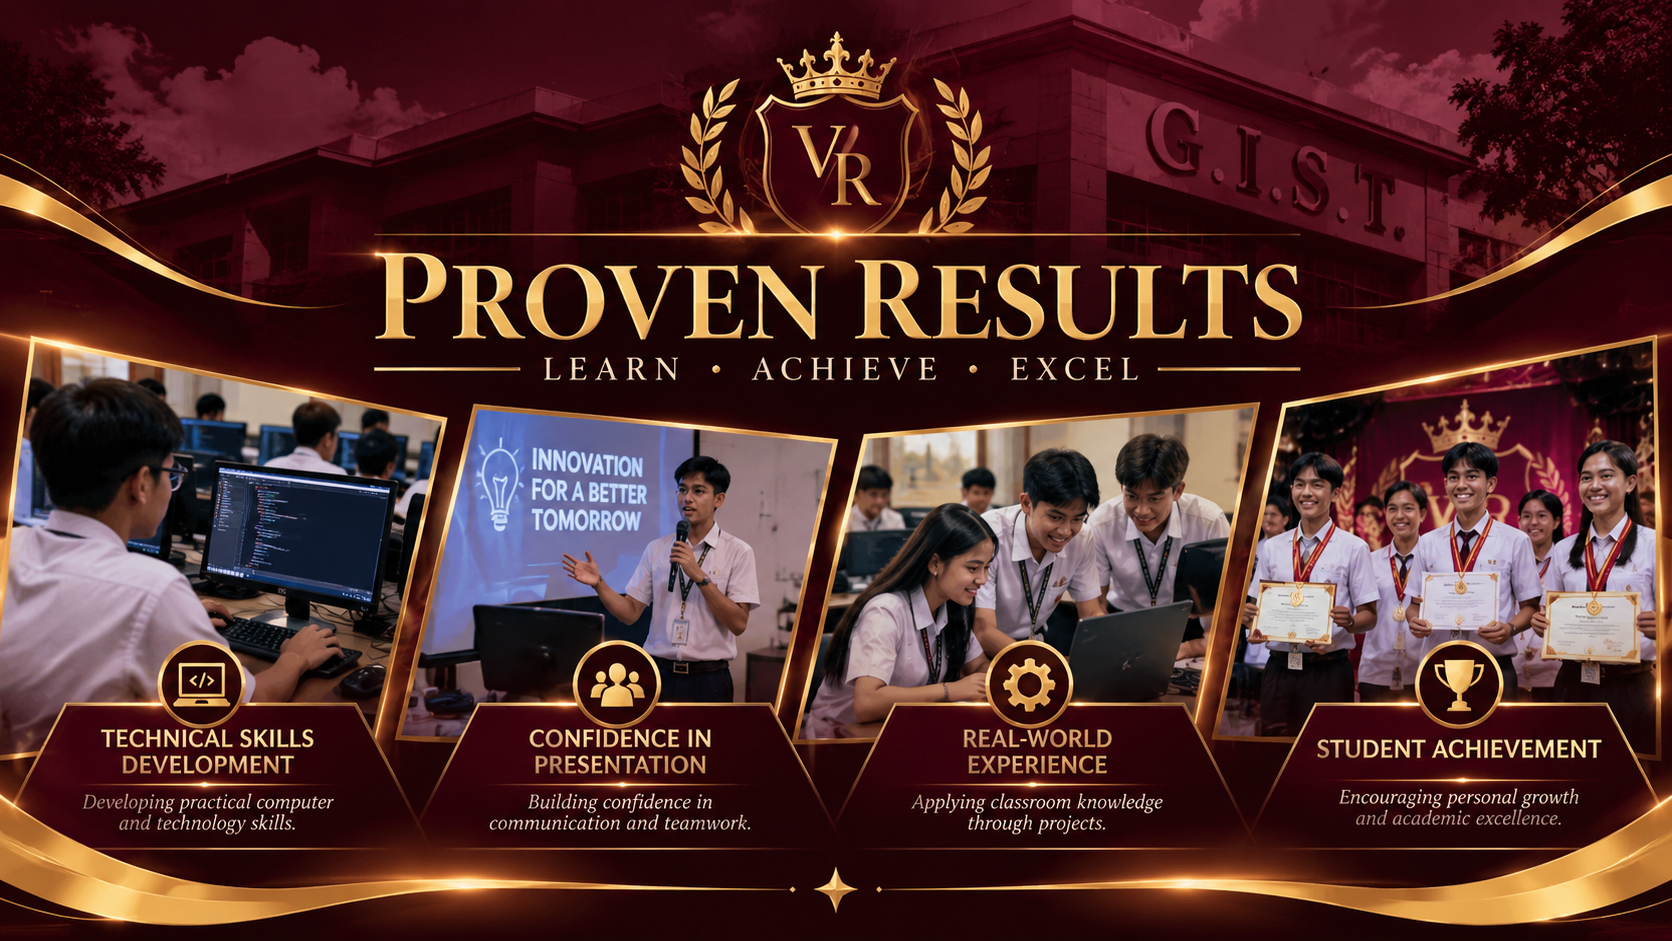 G.I.S.T.
VR
PROVEN RESULTS
LEARN • ACHIEVE • EXCEL
INNOVATION
FOR A BETTER
TOMORROW
TECHNICAL SKILLS
DEVELOPMENT
Developing practical computer
and technology skills.
CONFIDENCE IN
PRESENTATION
Building confidence in
communication and teamwork.
REAL-WORLD
EXPERIENCE
Applying classroom knowledge
through projects.
STUDENT ACHIEVEMENT
Encouraging personal growth
and academic excellence.